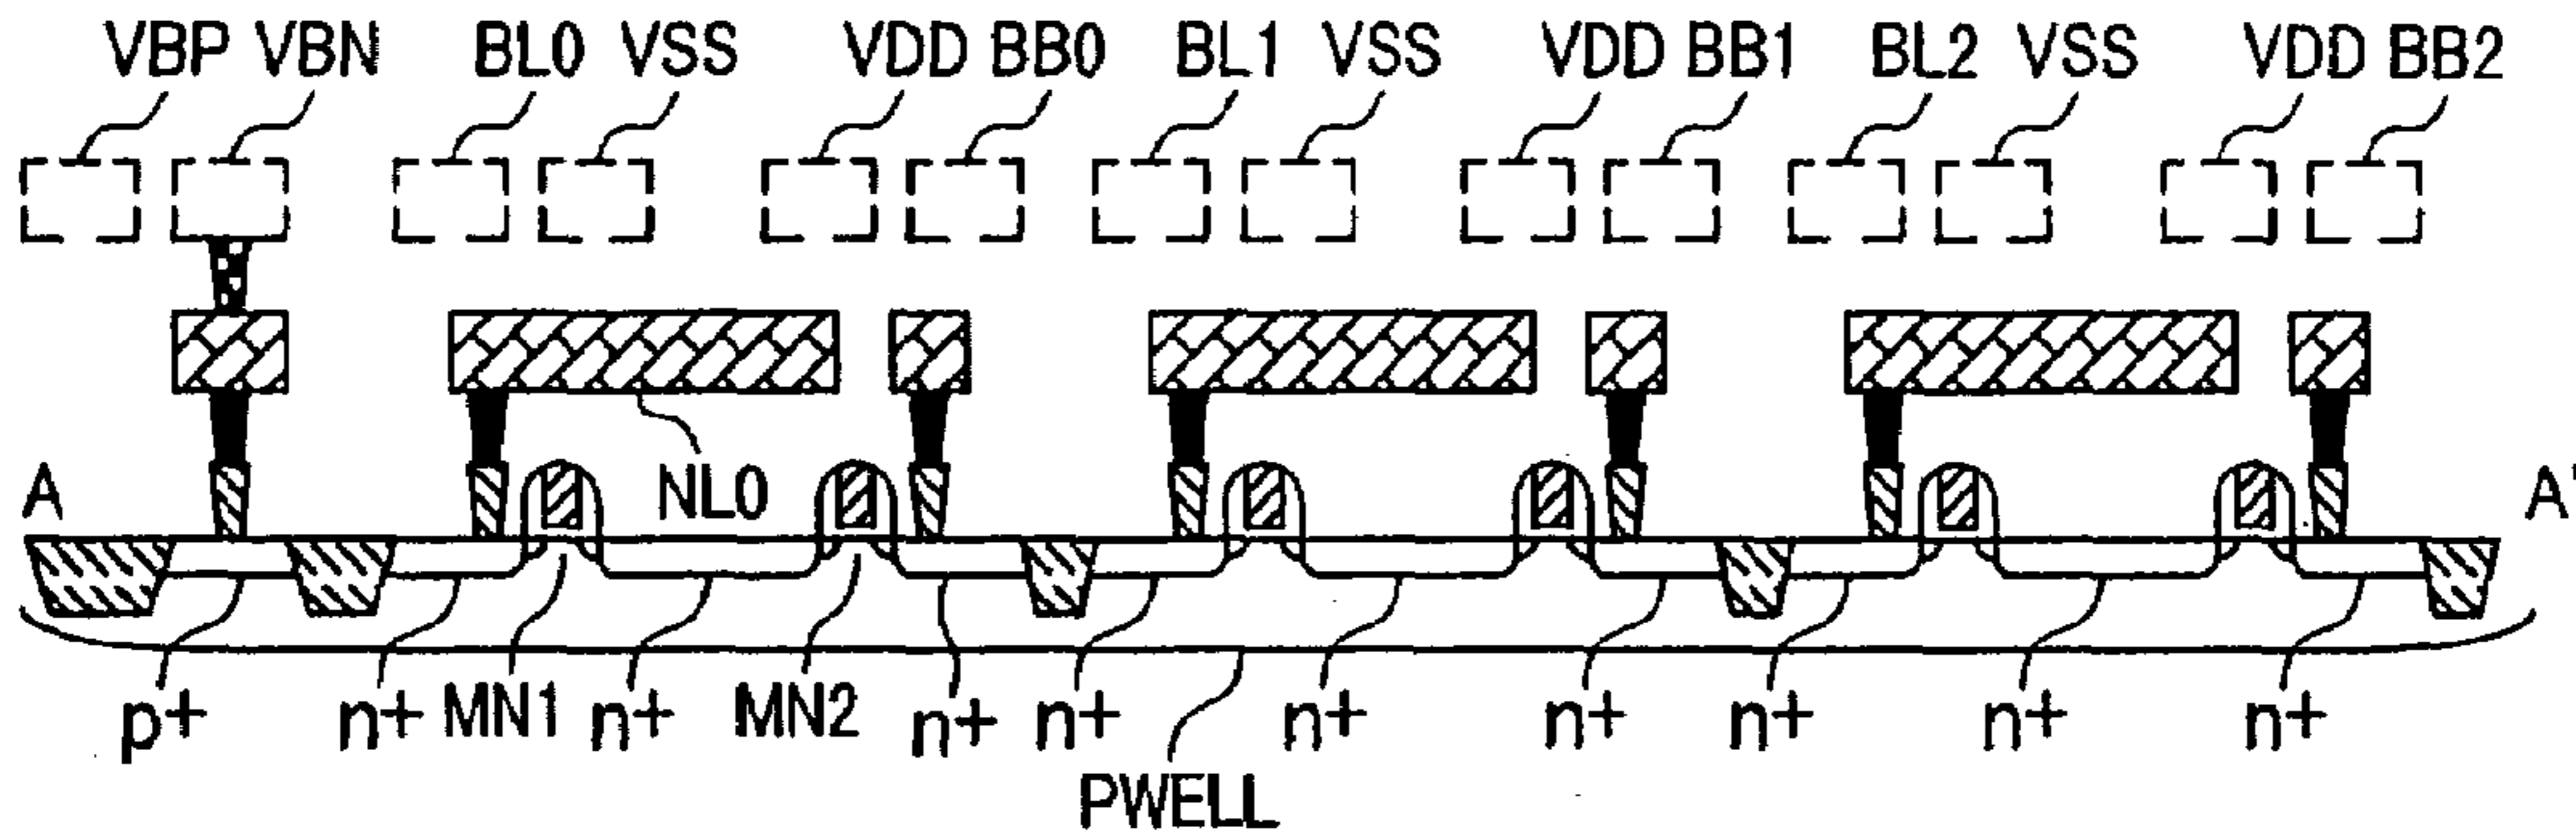 VBP VBN BL0 VSS VDD BB0 BL1 VSS VDD BB1 BL2 VSS VDD BB2
A NL0 A'
p+ n+ MN1 n+ MN2 n+ n+ n+ n+ n+ n+ n+
PWELL